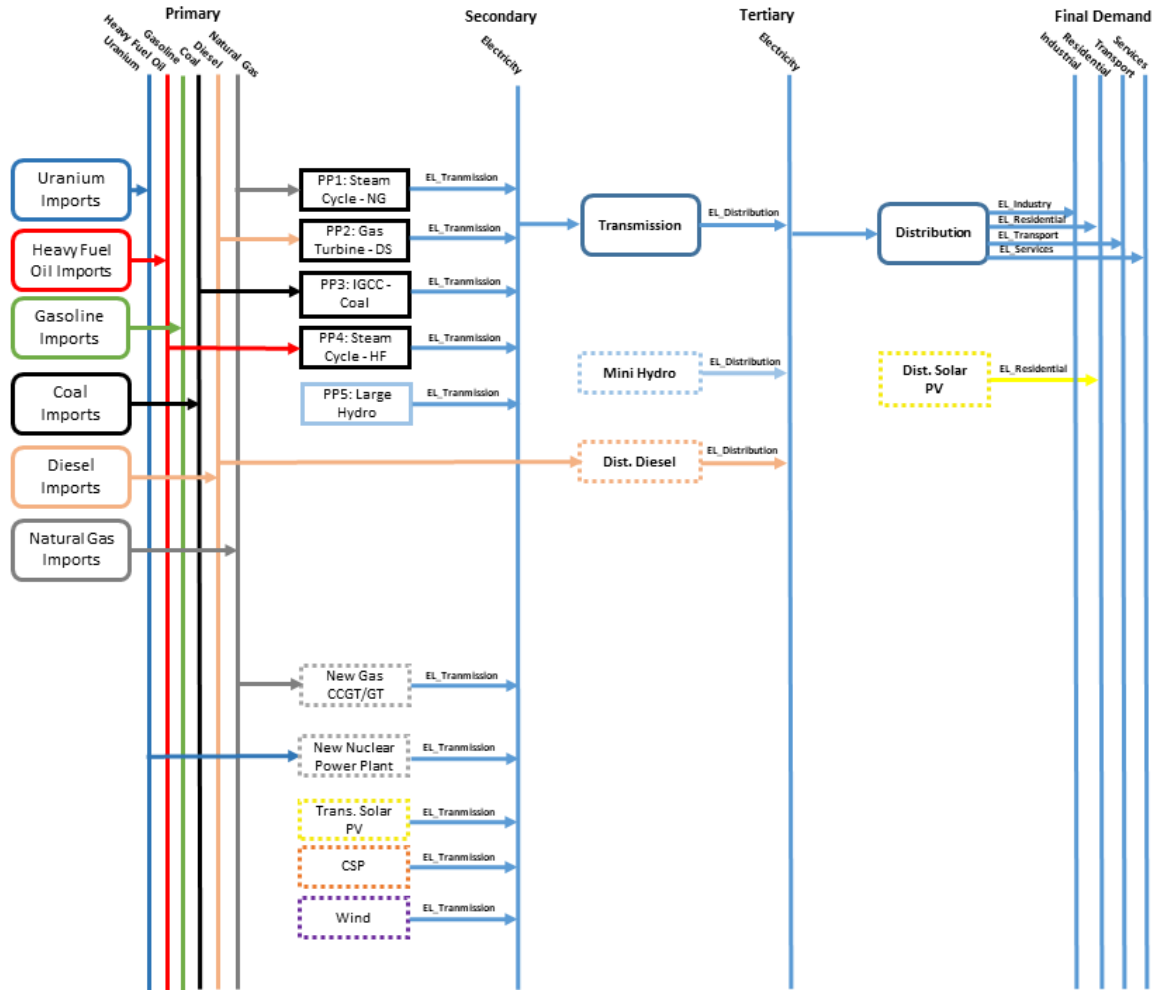 Primary
Secondary
Tertiary
Final Demand
Uranium
Heavy Fuel Oil
Gasoline
Coal
Diesel
Natural Gas
Electricity
Electricity
Industrial
Residential
Transport
Services
Uranium
Imports
Heavy Fuel
Oil Imports
Gasoline
Imports
Coal
Imports
Diesel
Imports
Natural Gas
Imports
PP1: Steam
Cycle - NG
EL_Tranmission
PP2: Gas
Turbine - DS
EL_Tranmission
PP3: IGCC -
Coal
EL_Tranmission
PP4: Steam
Cycle - HF
EL_Tranmission
PP5: Large
Hydro
EL_Tranmission
Transmission
EL_Distribution
Distribution
EL_Industry
EL_Residential
EL_Transport
EL_Services
Mini Hydro
EL_Distribution
Dist. Solar
PV
EL_Residential
Dist. Diesel
EL_Distribution
New Gas
CCGT/GT
EL_Tranmission
New Nuclear
Power Plant
EL_Tranmission
Trans. Solar
PV
EL_Tranmission
CSP
EL_Tranmission
Wind
EL_Tranmission